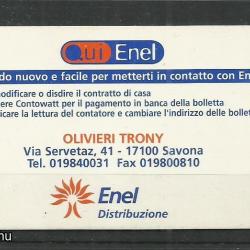 Qui Enel
do nuovo e facile per metterti in contatto con En
modificare o disdire il contratto di casa
ere Contowatt per il pagamento in banca della bolletta
icare la lettura del contatore e cambiare l'indirizzo delle bollet
OLIVIERI TRONY
Via Servetaz, 41 - 17100 Savona
Tel. 019840031 Fax 019800810
Enel
Distribuzione
nu